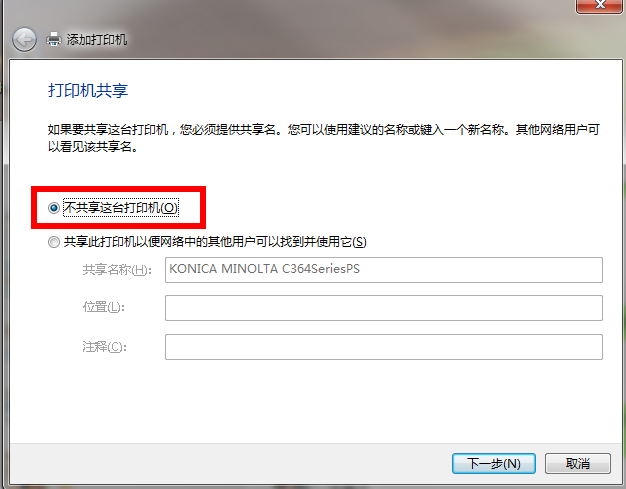 添加打印机
打印机共享
如果要共享这台打印机，您必须提供共享名。您可以使用建议的名称或键入一个新名称。其他网络用户可
以看见该共享名。
不共享这台打印机(O)
共享此打印机以便网络中的其他用户可以找到并使用它(S)
共享名称(H): KONICA MINOLTA C364SeriesPS
位置(L):
注释(C):
下一步(N) 取消